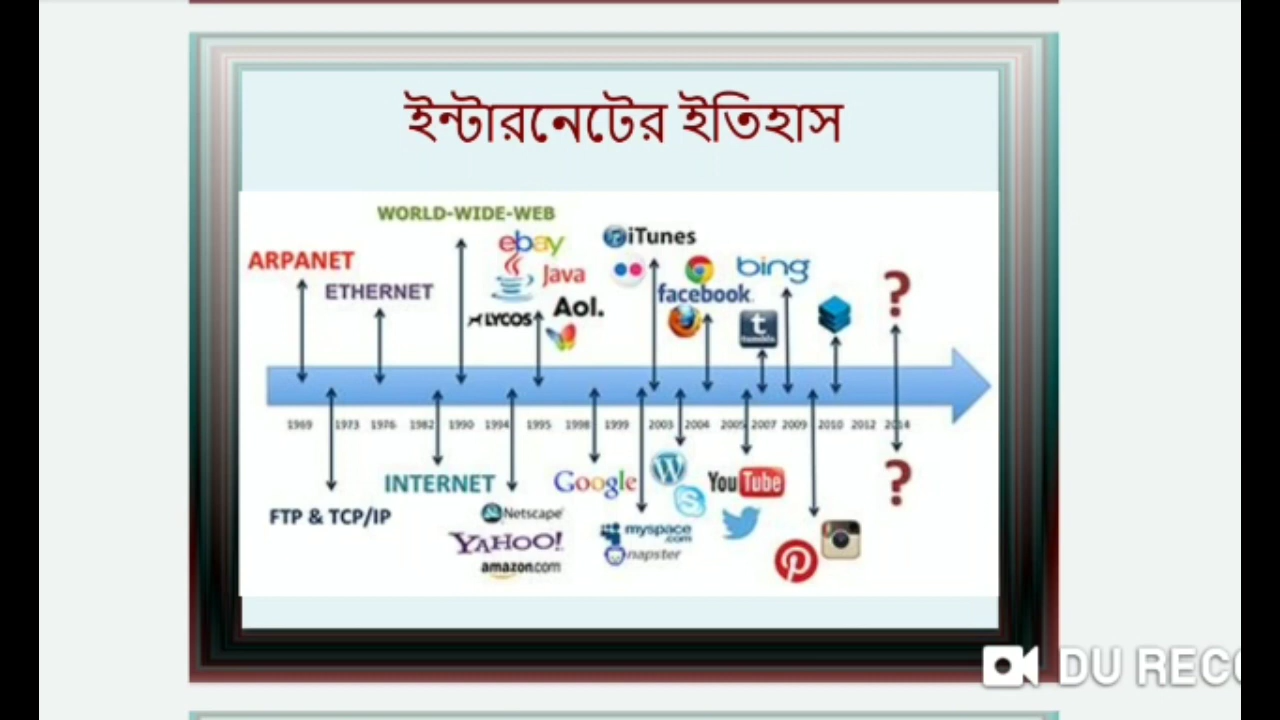 ইন্টারনেটের ইতিহাস
WORLD-WIDE-WEB
ebay
iTunes
ARPANET
Java
bing
ETHERNET
facebook
LYCOS
Aol.
t
tumblr
?
1969 1973 1976 1982 1990 1994 1995 1998 1999 2003 2004 2005 2007 2009 2010 2012 2014
INTERNET
Google
YouTube
?
FTP & TCP/IP
Netscape
myspace.com
YAHOO!
napster
amazon.com
DU REC